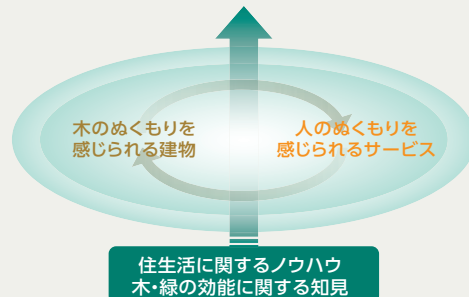 木のぬくもりを
感じられる建物
人のぬくもりを
感じられるサービス
住生活に関するノウハウ
木・緑の効能に関する知見